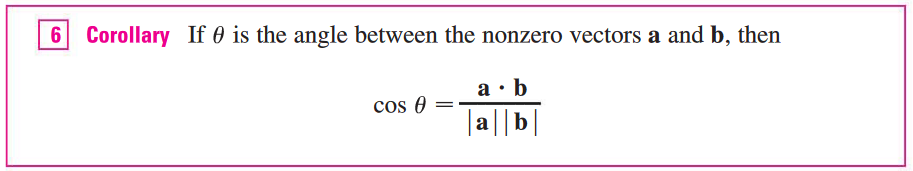 6 Corollary If θ is the angle between the nonzero vectors a and b, then
cos θ = a · b / |a||b|